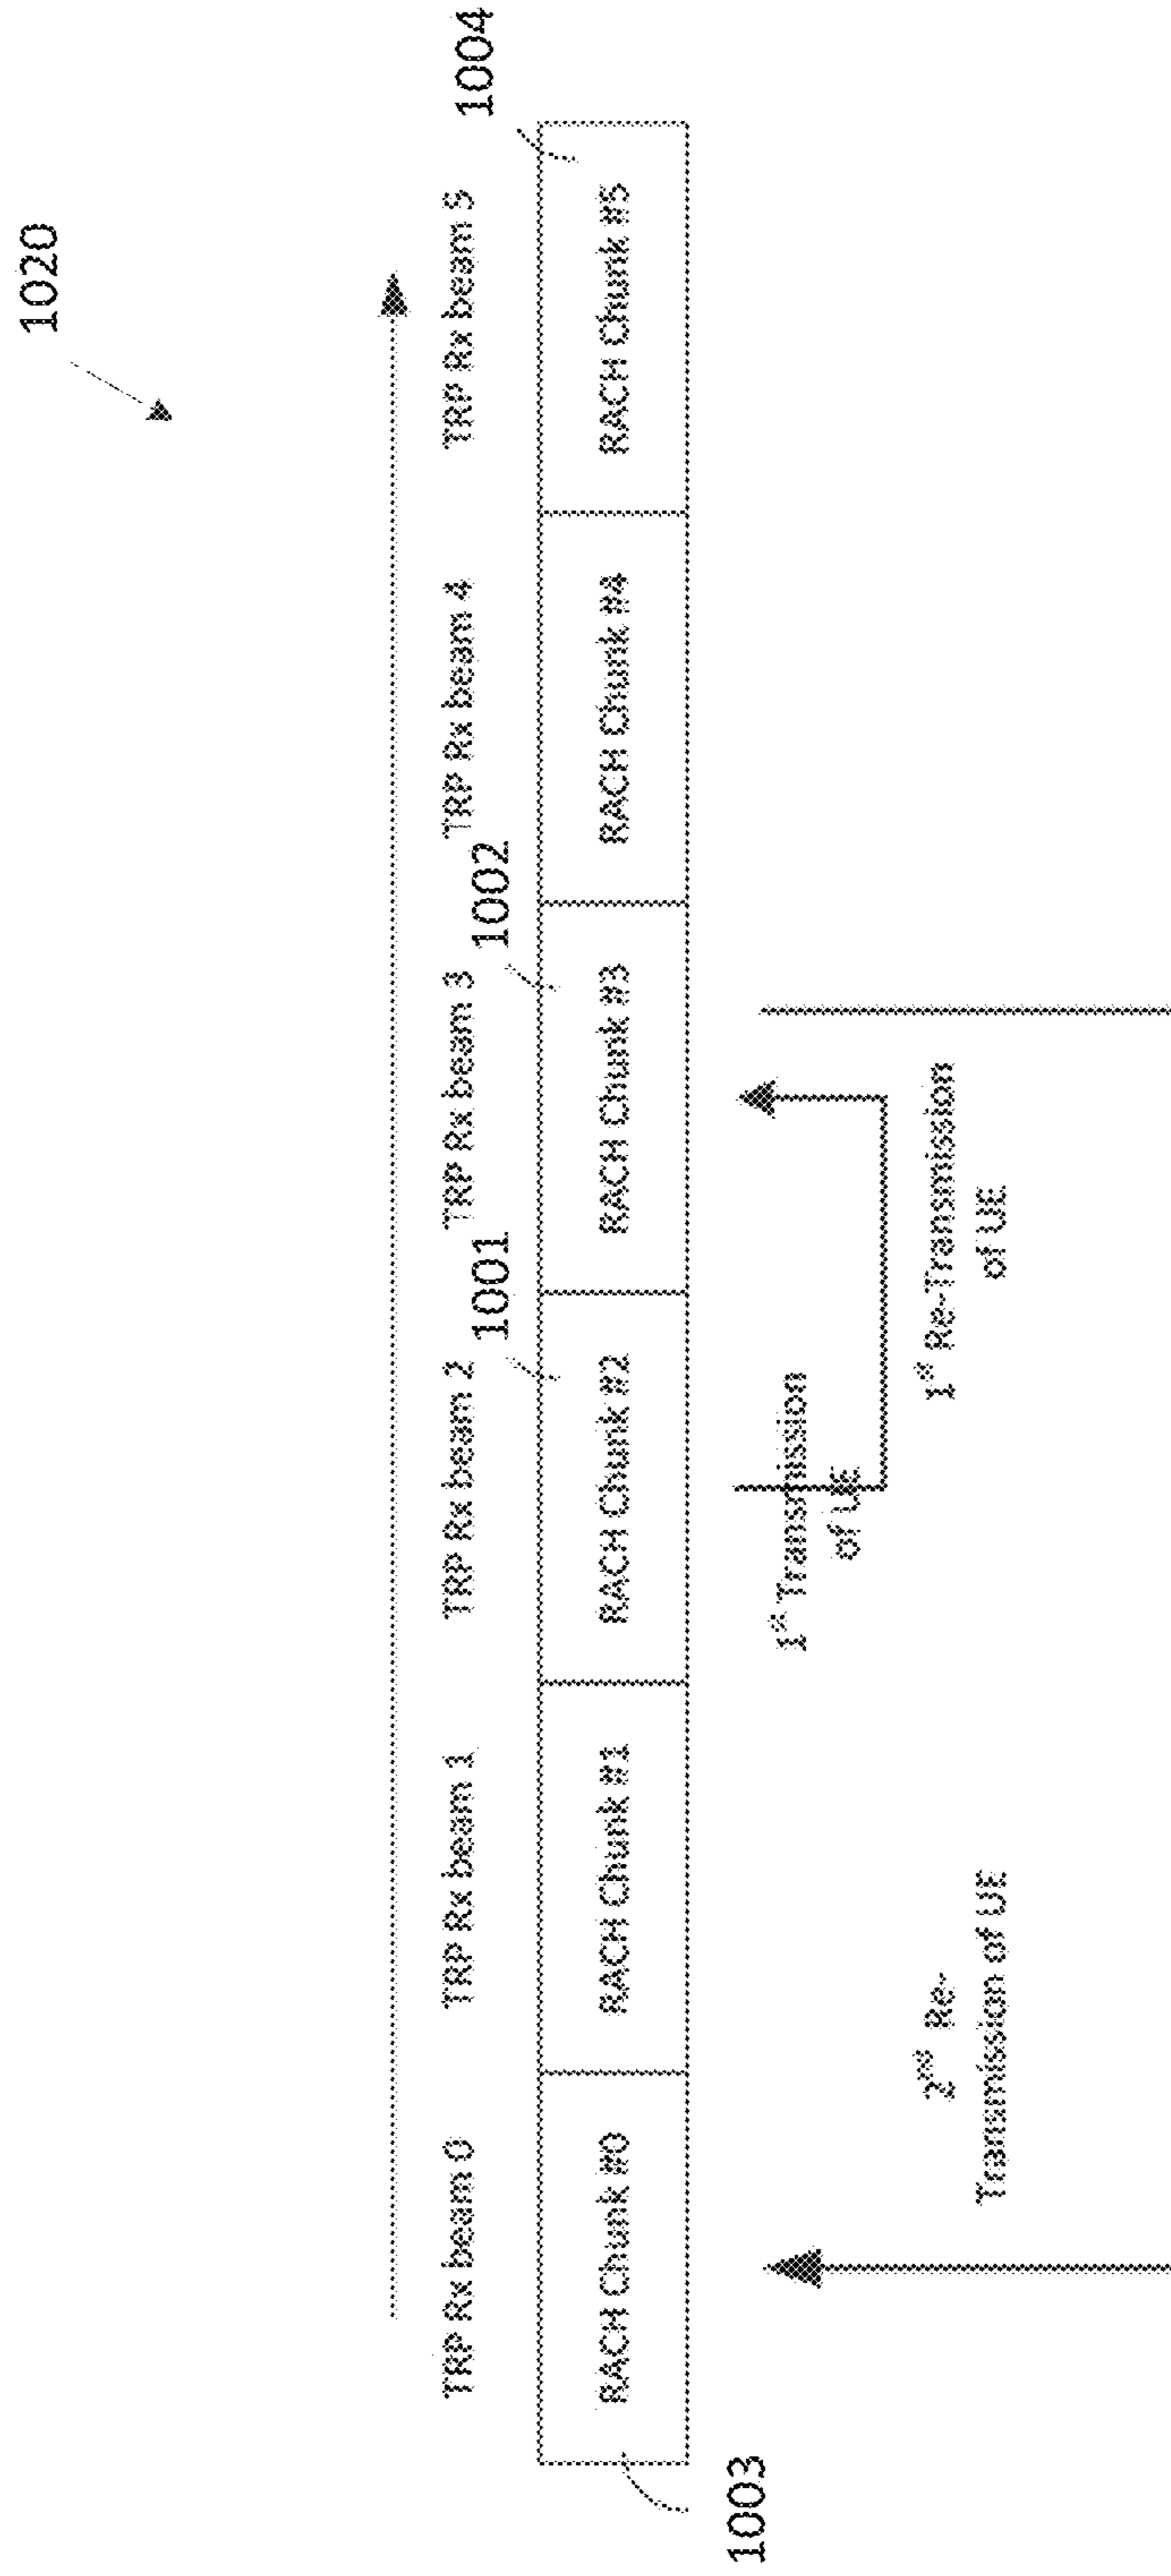 1020
TRP Rx beam 0
TRP Rx beam 1
TRP Rx beam 2
TRP Rx beam 3
TRP Rx beam 4
TRP Rx beam 5
1001
1002
1004
RACH Chunk #0
RACH Chunk #1
RACH Chunk #2
RACH Chunk #3
RACH Chunk #4
RACH Chunk #5
1003
1st Transmission
of UE
2nd Re-
Transmission of UE
1st Re-Transmission
of UE